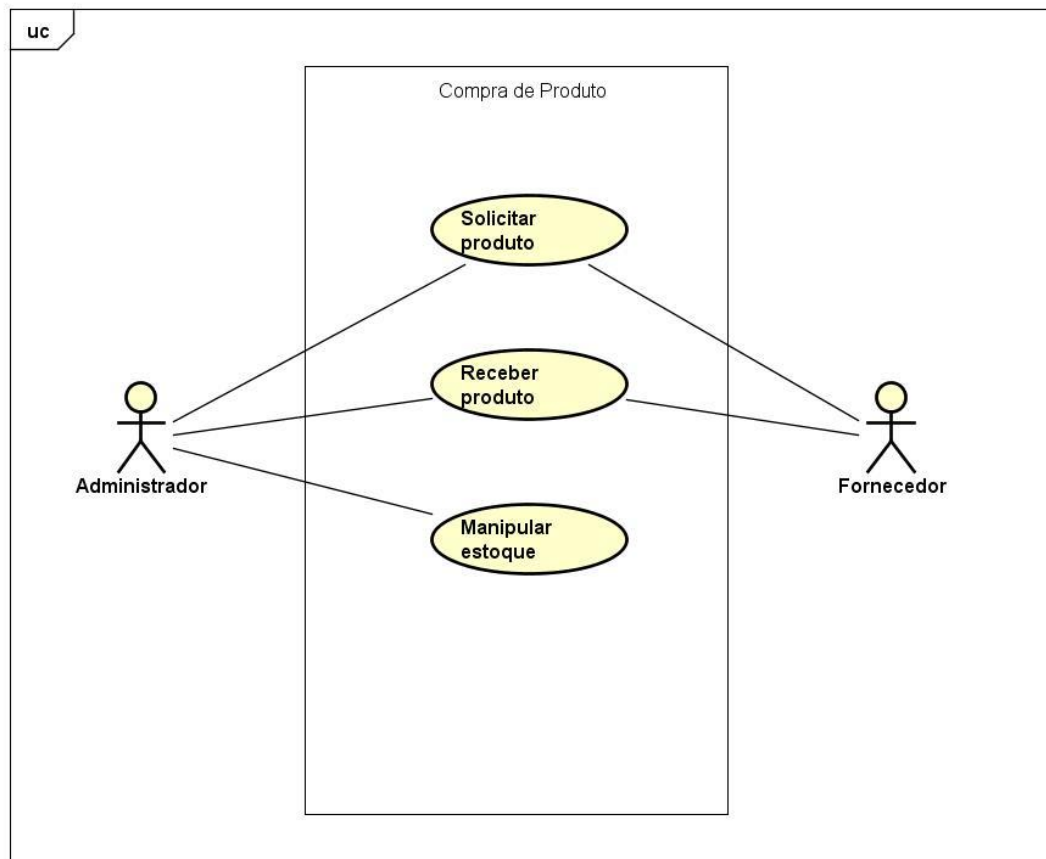 uc
Compra de Produto
Solicitar
produto
Receber
produto
Administrador
Fornecedor
Manipular
estoque